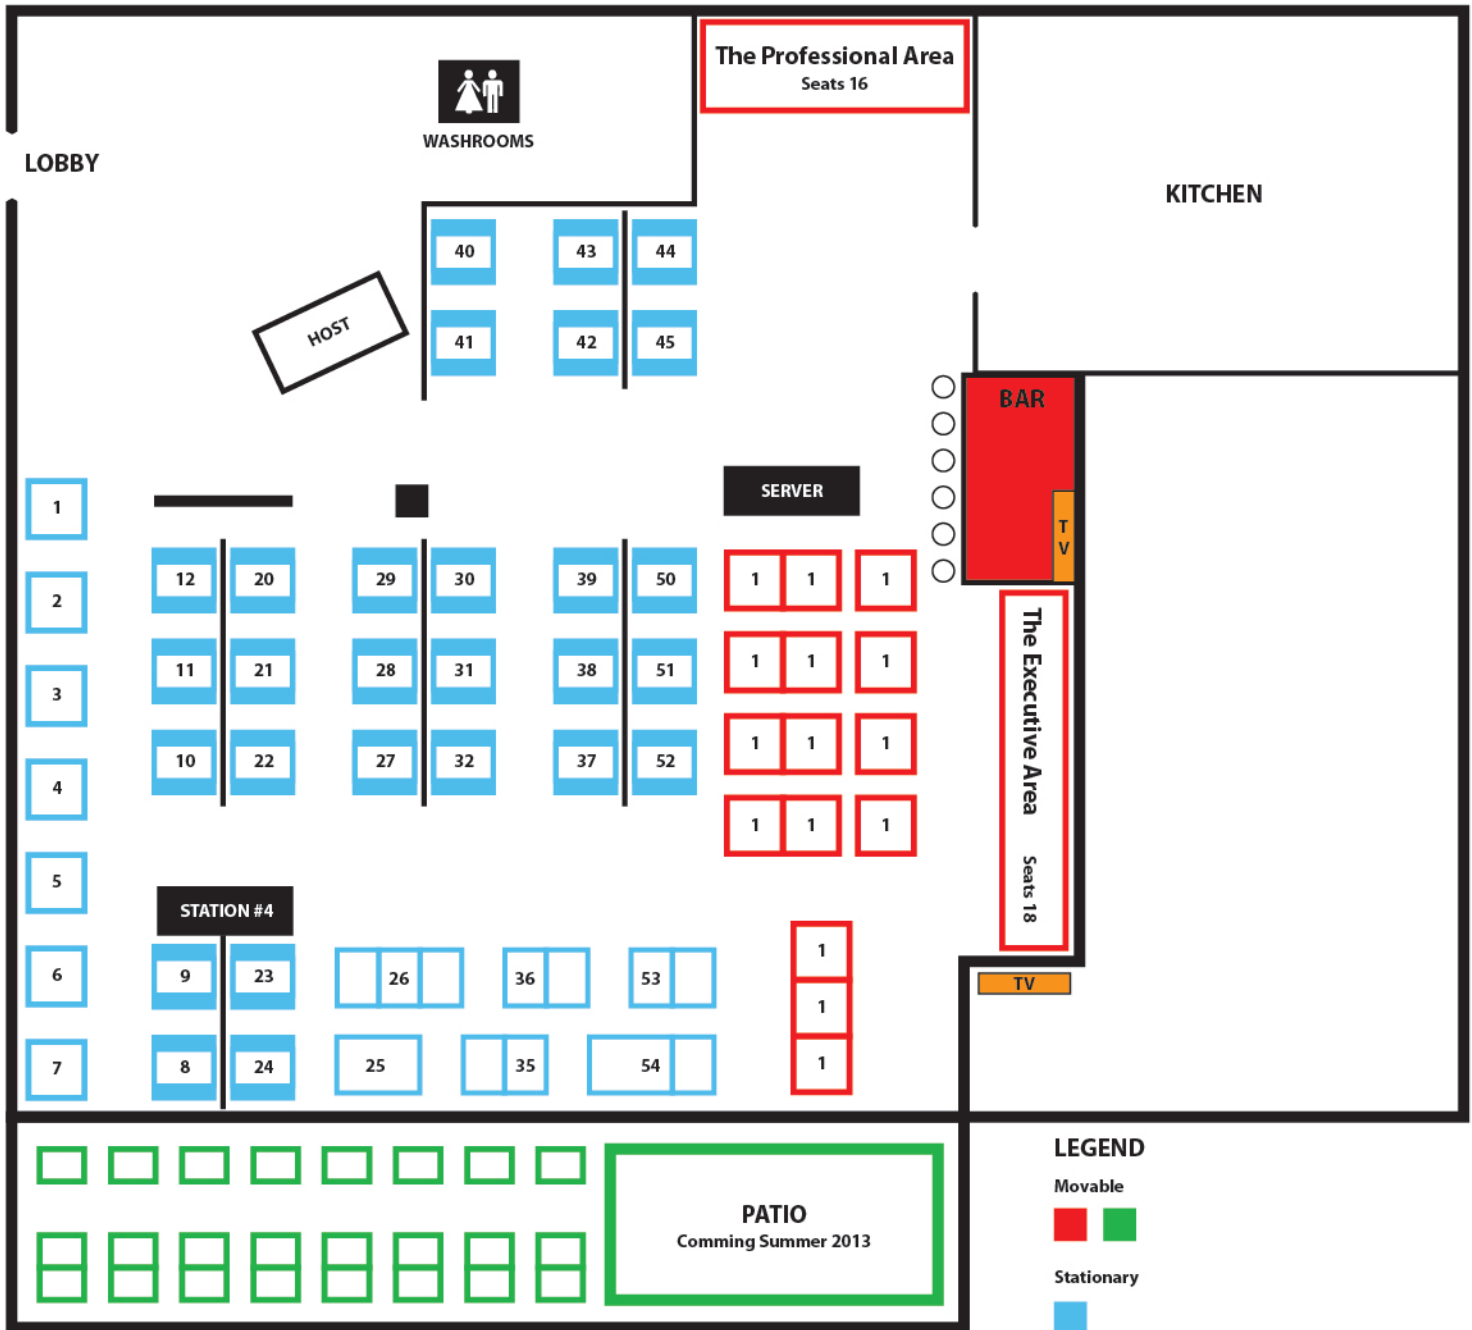 The Professional Area
Seats 16
WASHROOMS
LOBBY
KITCHEN
40
43
44
HOST
41
42
45
BAR
SERVER
1
T
V
12
20
29
30
39
50
1
1
1
2
11
21
28
31
38
51
1
1
1
3
10
22
27
32
37
52
1
1
1
4
The Executive Area
Seats 18
1
1
1
5
STATION #4
6
9
23
26
36
53
1
TV
1
7
8
24
25
35
54
1
LEGEND
Movable
PATIO
Comming Summer 2013
Stationary